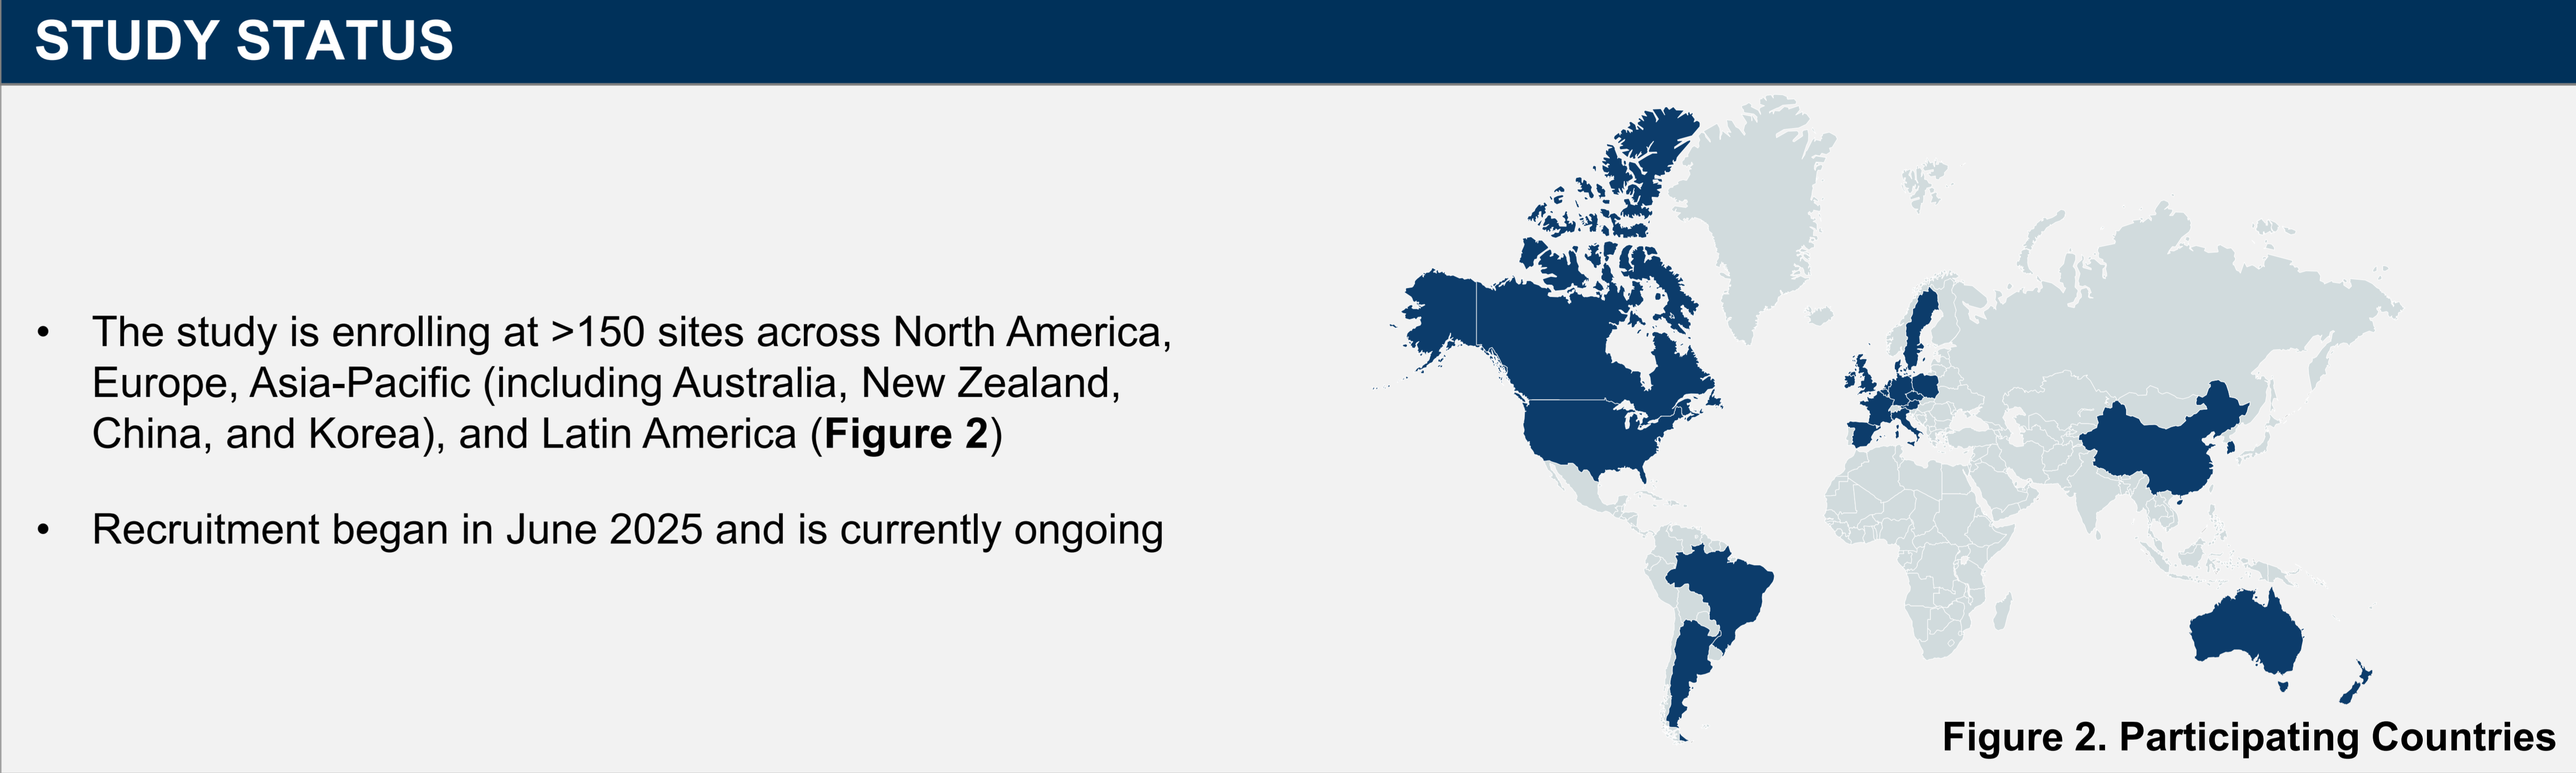 STUDY STATUS
• The study is enrolling at >150 sites across North America,
Europe, Asia-Pacific (including Australia, New Zealand,
China, and Korea), and Latin America (Figure 2)
• Recruitment began in June 2025 and is currently ongoing
Figure 2. Participating Countries